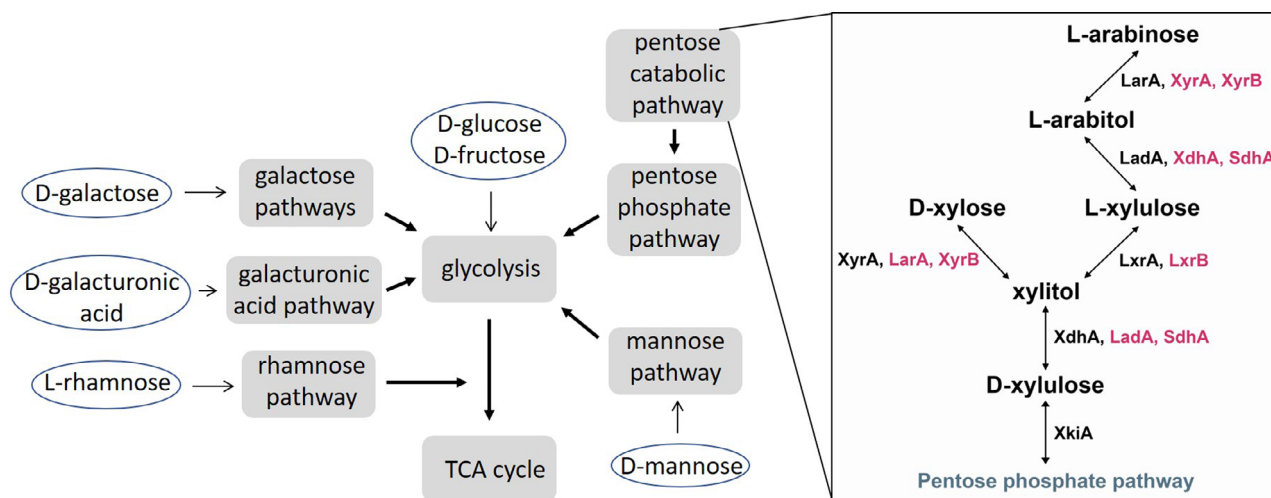 pentose
catabolic
pathway
D-glucose
D-fructose
D-galactose
galactose
pathways
pentose
phosphate
pathway
glycolysis
D-galacturonic
acid
galacturonic
acid pathway
L-rhamnose
rhamnose
pathway
mannose
pathway
TCA cycle
D-mannose
L-arabinose
LarA, XyrA, XyrB
L-arabitol
LadA, XdhA, SdhA
D-xylose
L-xylulose
XyrA, LarA, XyrB
LxrA, LxrB
xylitol
XdhA, LadA, SdhA
D-xylulose
XkiA
Pentose phosphate pathway